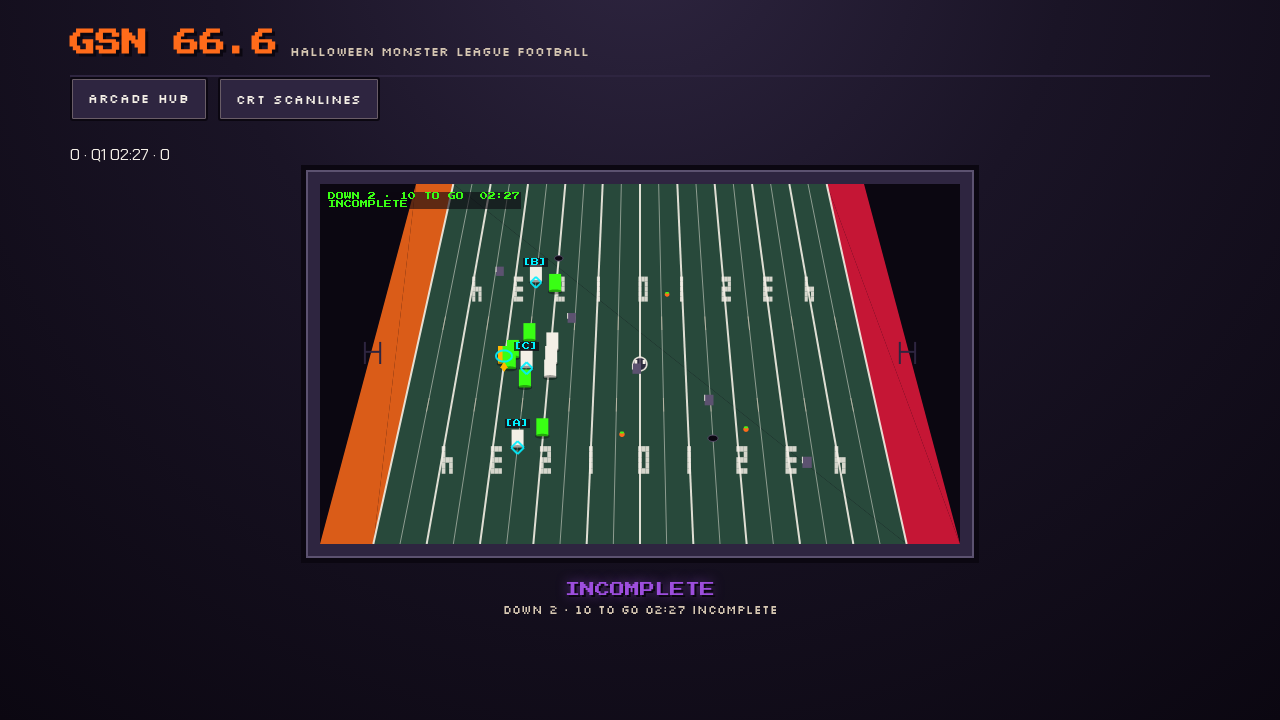 GSN 66.6 HALLOWEEN MONSTER LEAGUE FOOTBALL
ARCADE HUB CRT SCANLINES
0 · Q1 02:27 · 0
DOWN 2 · 10 TO GO 02:27
INCOMPLETE
[B]
[C]
[A]
INCOMPLETE
DOWN 2 · 10 TO GO 02:27 INCOMPLETE